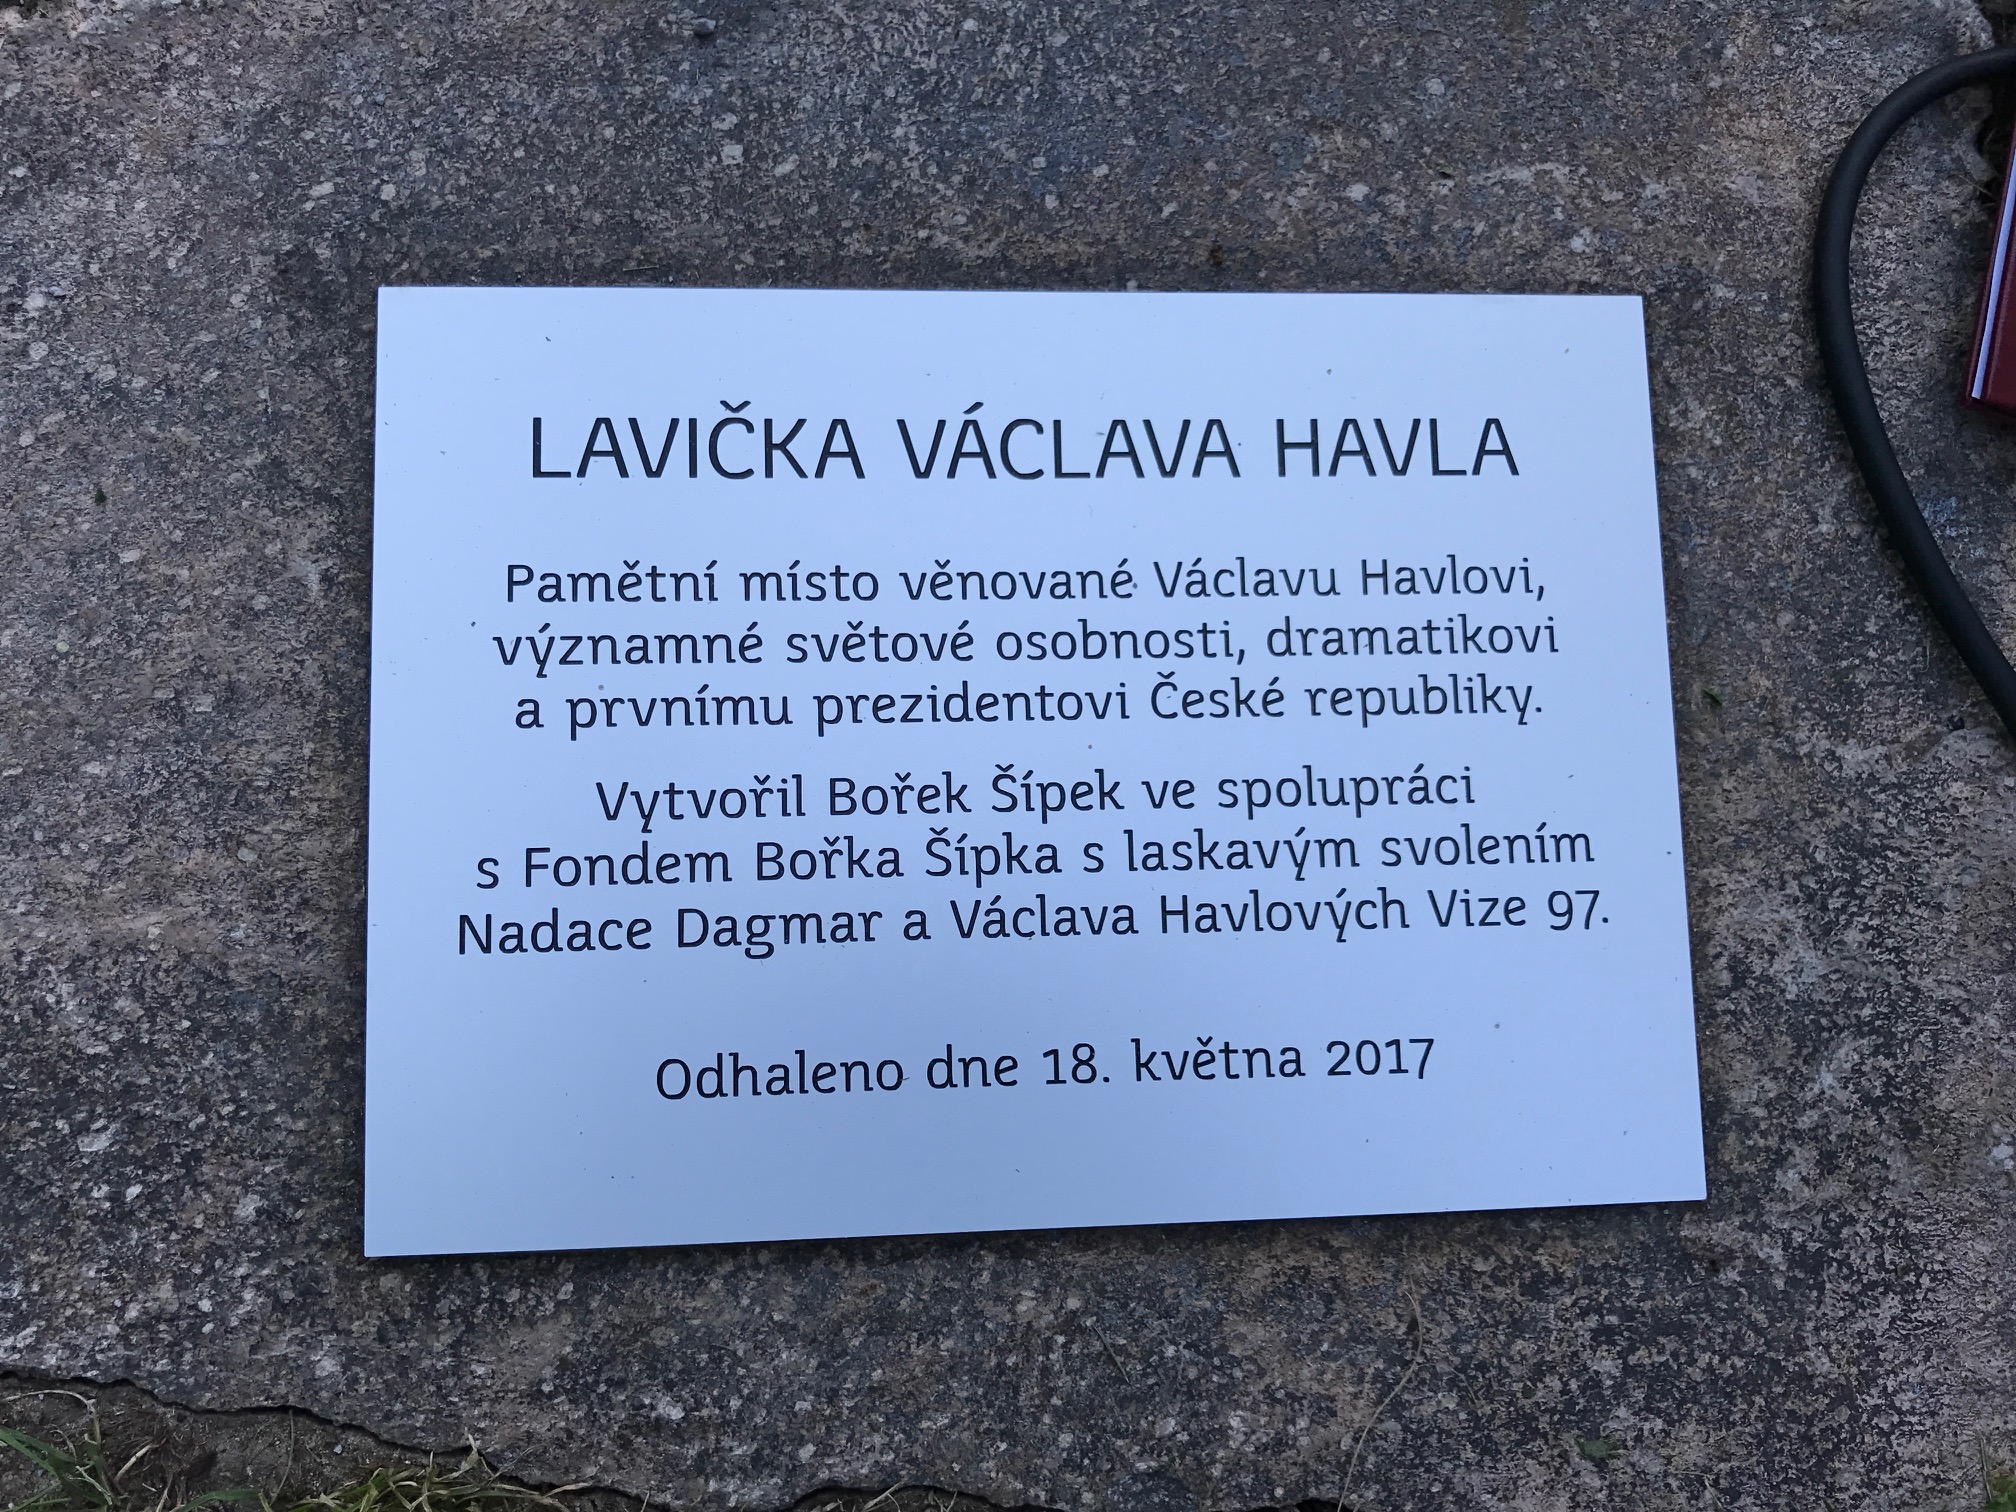 LAVIČKA VÁCLAVA HAVLA
Pamětní místo věnované Václavu Havlovi,
významné světové osobnosti, dramatikovi
a prvnímu prezidentovi České republiky.
Vytvořil Bořek Šípek ve spolupráci
s Fondem Bořka Šípka s laskavým svolením
Nadace Dagmar a Václava Havlových Vize 97.
Odhaleno dne 18. května 2017